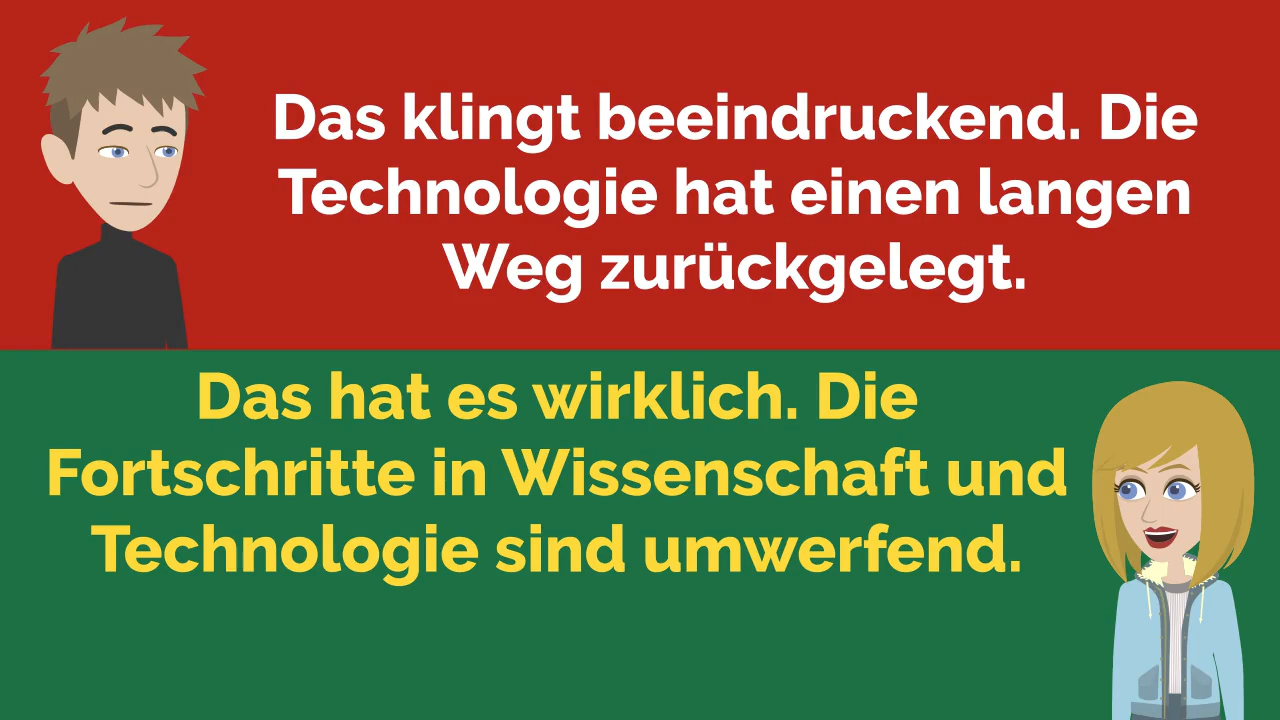 Das klingt beeindruckend. Die
Technologie hat einen langen
Weg zurückgelegt.
Das hat es wirklich. Die
Fortschritte in Wissenschaft und
Technologie sind umwerfend.